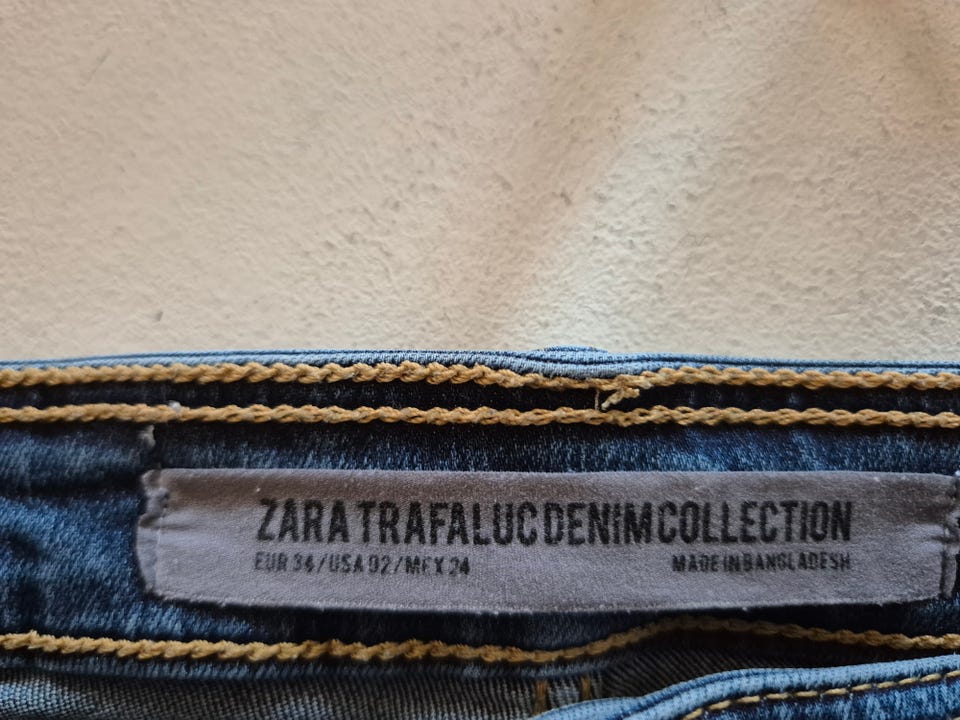 ZARA TRAFALUC DENIM COLLECTION
EUR 34/USA 02/MEX 24
MADE IN BANGLADESH